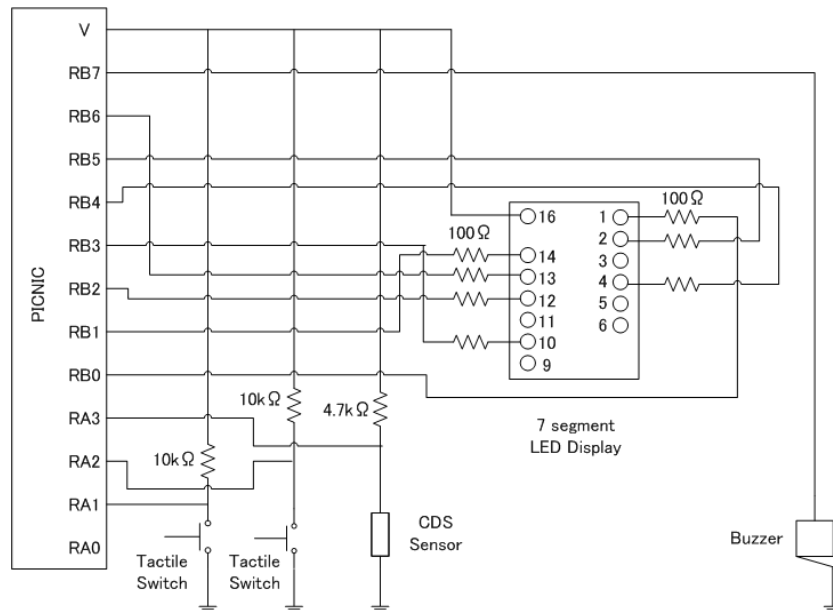 PICNIC
V
RB7
RB6
RB5
RB4
RB3
RB2
RB1
RB0
RA3
RA2
RA1
RA0
10kΩ
10kΩ
4.7kΩ
Tactile
Switch
Tactile
Switch
CDS
Sensor
100Ω
100Ω
16
14
13
12
11
10
9
1
2
3
4
5
6
7 segment
LED Display
Buzzer